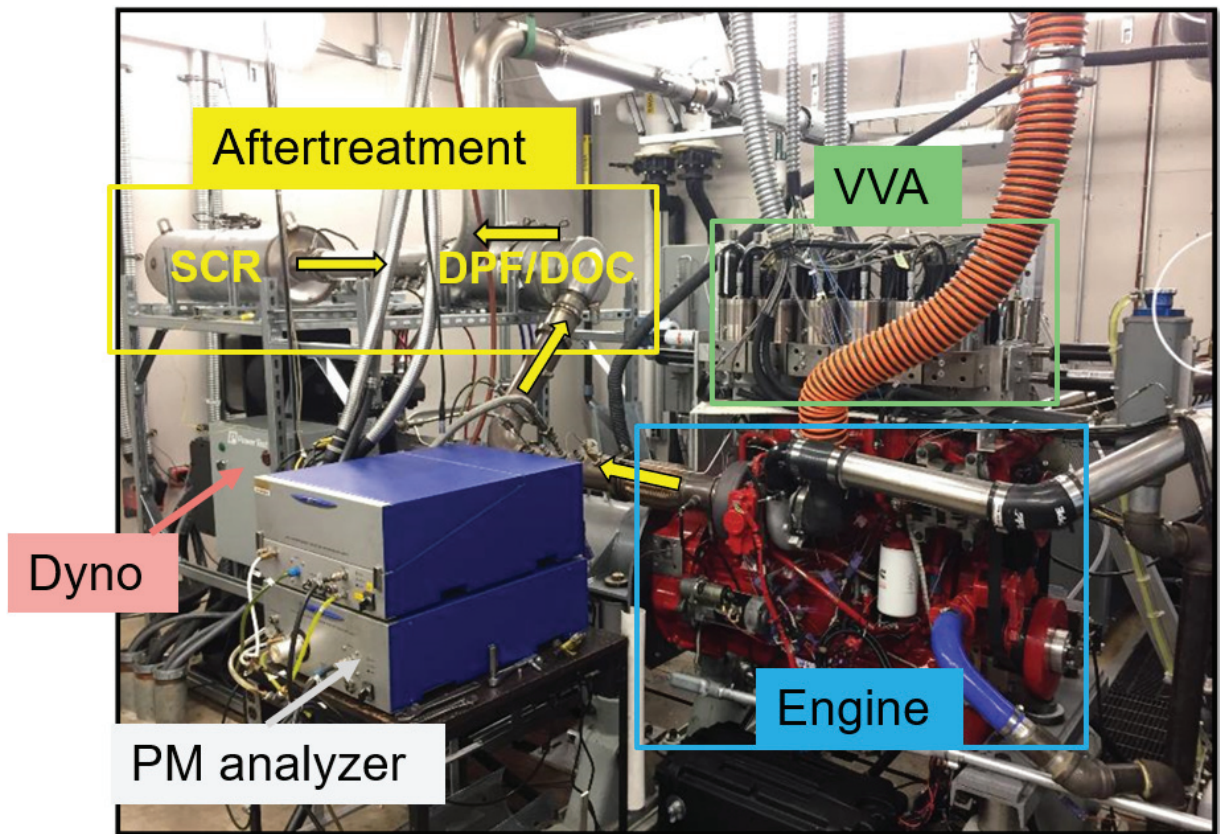 Aftertreatment
VVA
SCR
DPF/DOC
Dyno
PM analyzer
Engine